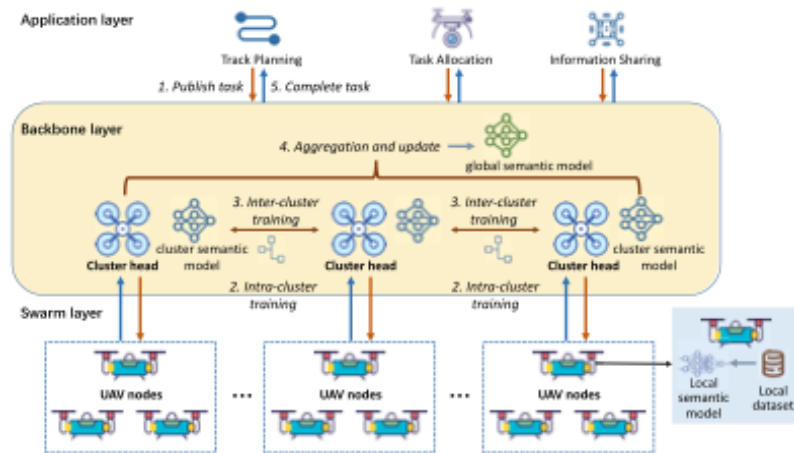 Application layer
Track Planning
Task Allocation
Information Sharing
1. Publish task
5. Complete task
Backbone layer
4. Aggregation and update
global semantic model
3. Inter-cluster
training
3. Inter-cluster
training
cluster semantic
model
cluster semantic
model
Cluster head
Cluster head
Cluster head
2. Intra-cluster
training
2. Intra-cluster
training
Swarm layer
UAV nodes
...
UAV nodes
...
UAV nodes
Local
semantic
model
Local
dataset